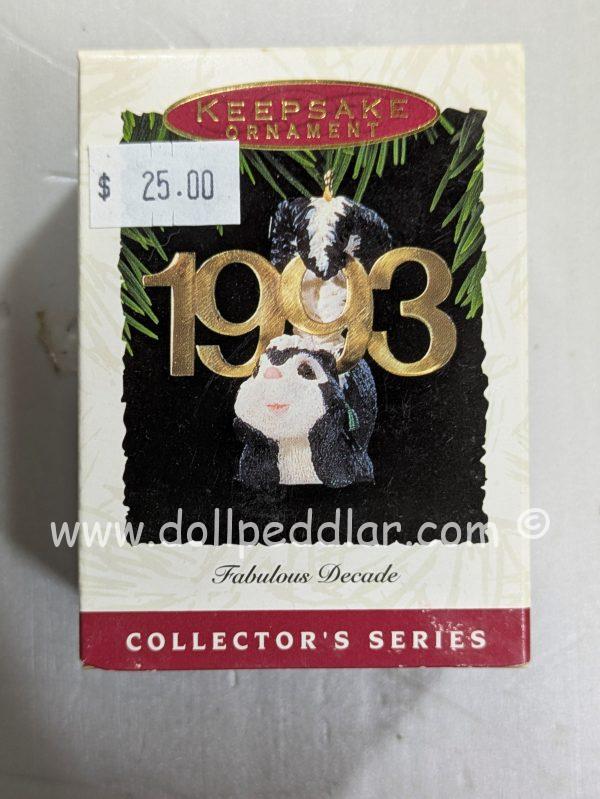 KEEPSAKE
ORNAMENT
$ 25.00
1993
www.dollpeddlar.com ©
Fabulous Decade
COLLECTOR'S SERIES